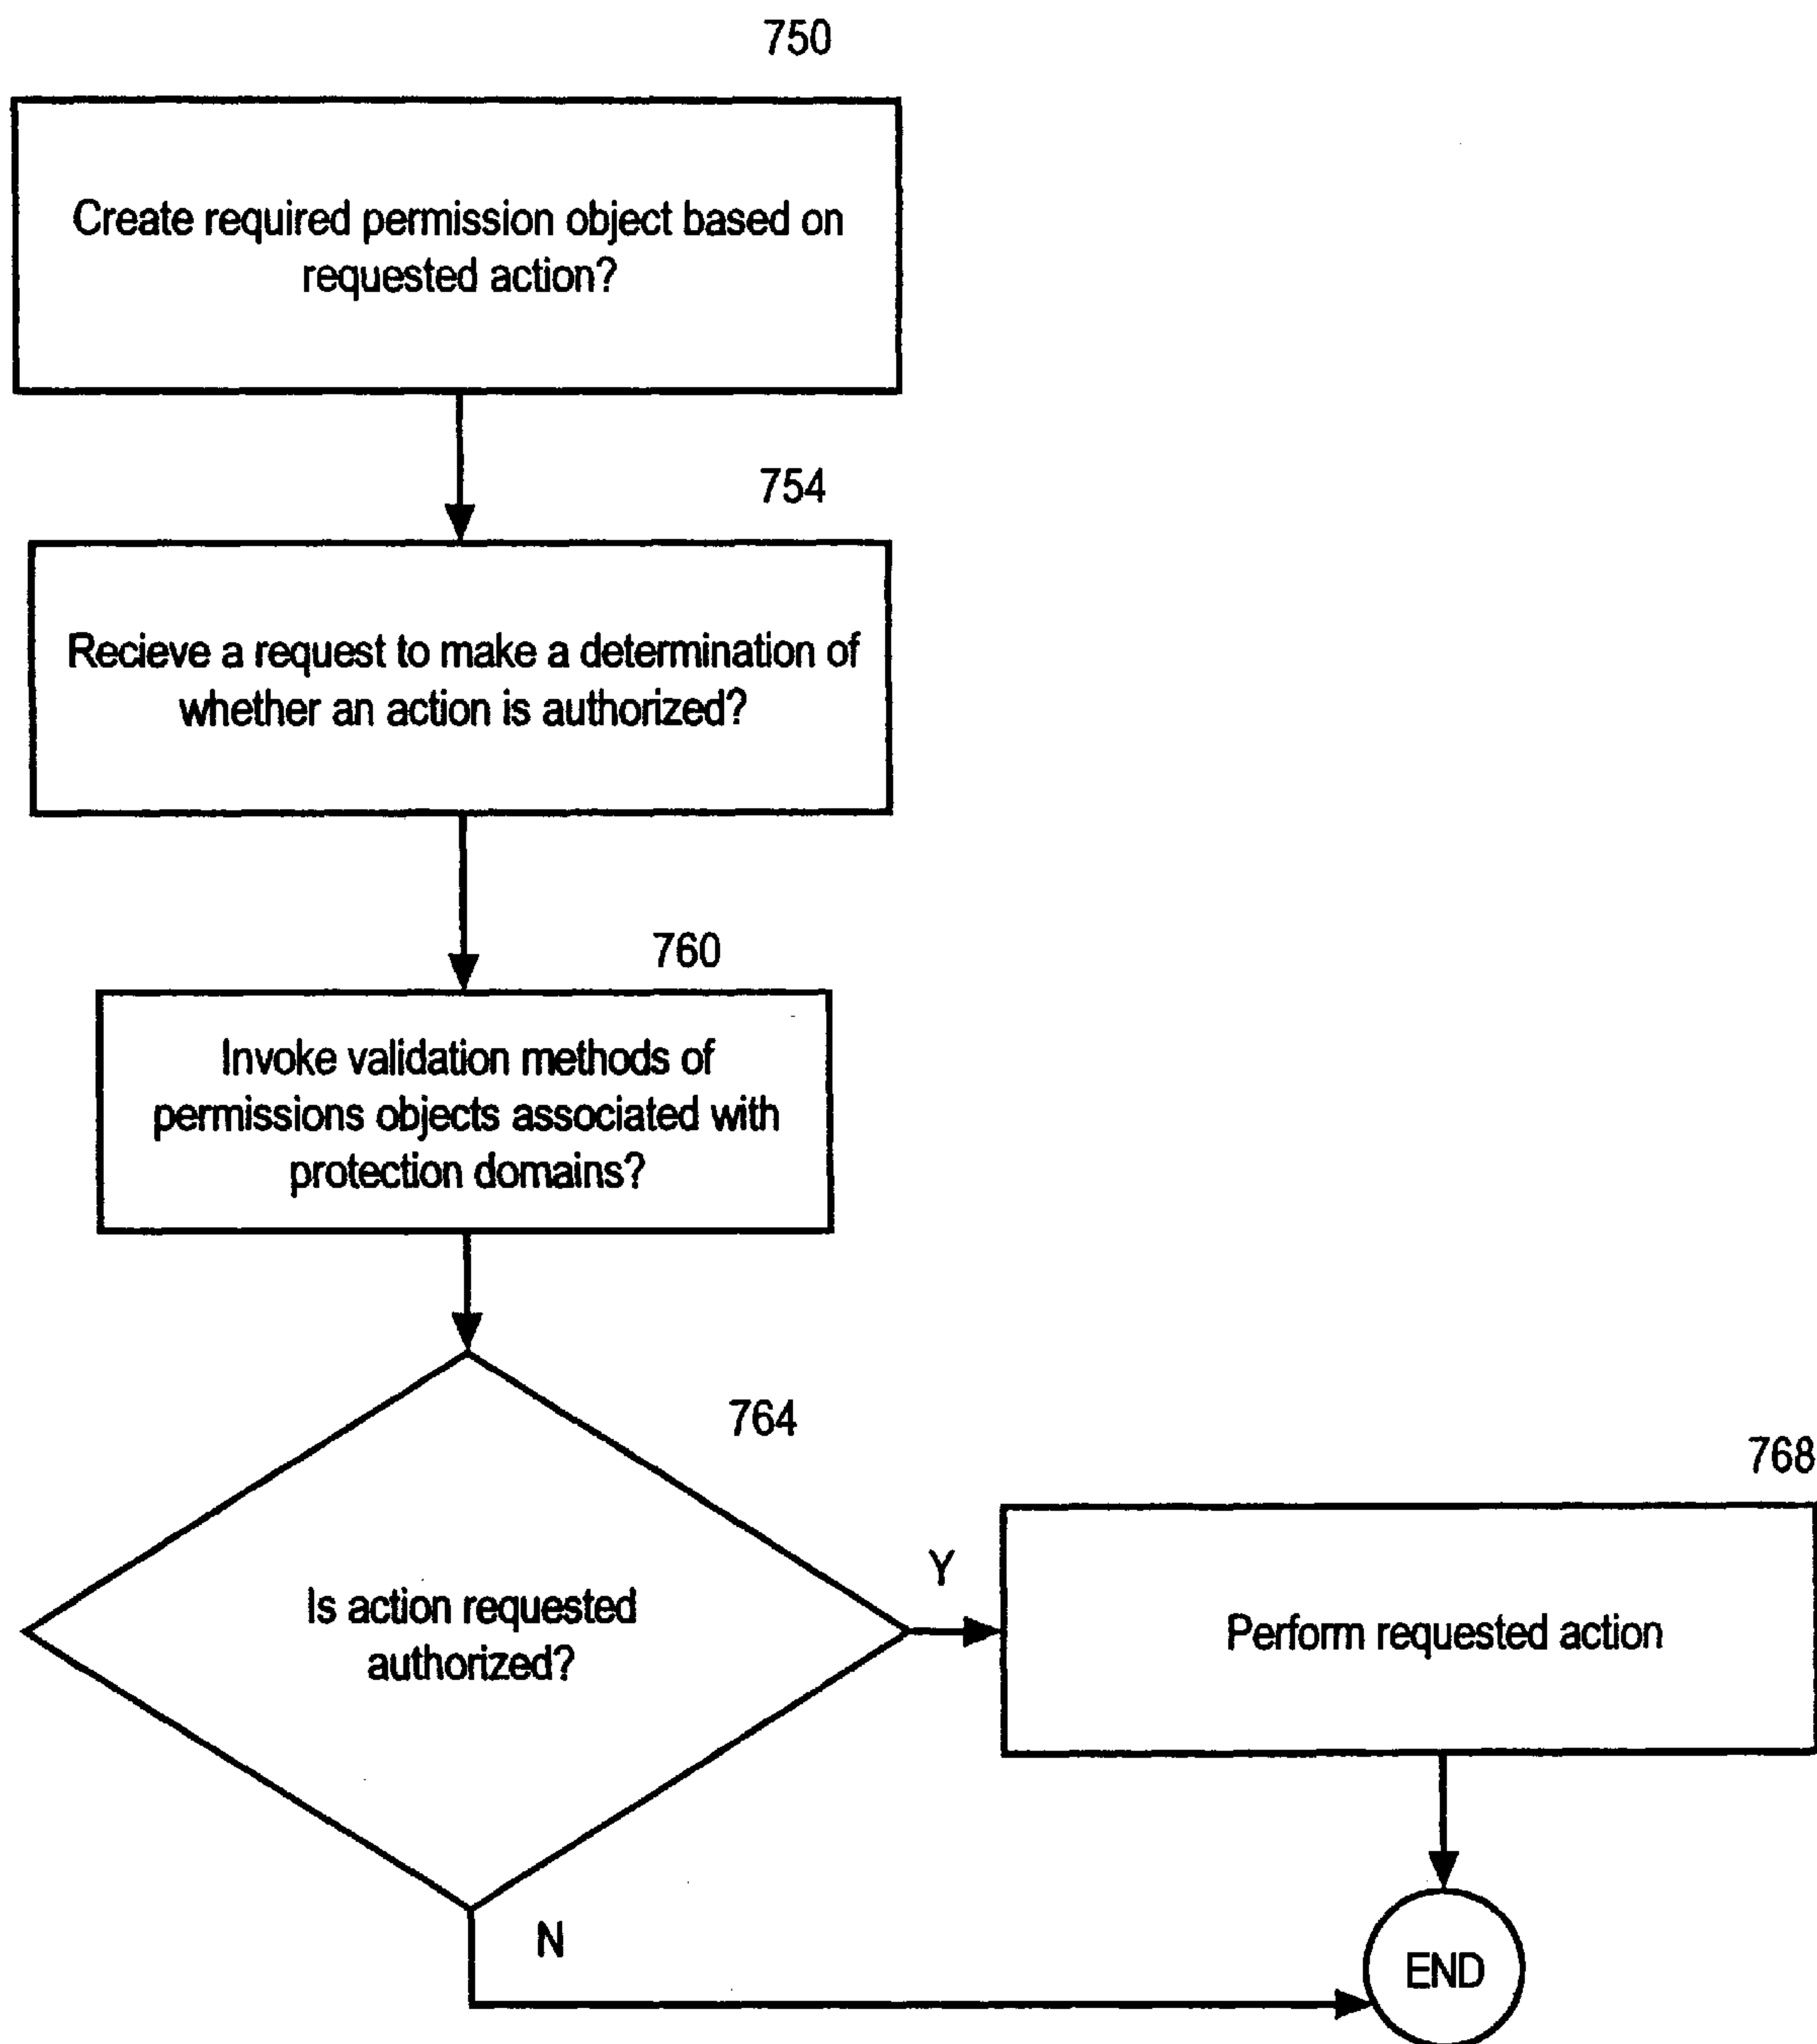 750
Create required permission object based on
requested action?
754
Recieve a request to make a determination of
whether an action is authorized?
760
Invoke validation methods of
permissions objects associated with
protection domains?
764
768
Y
Is action requested
authorized?
Perform requested action
N
END